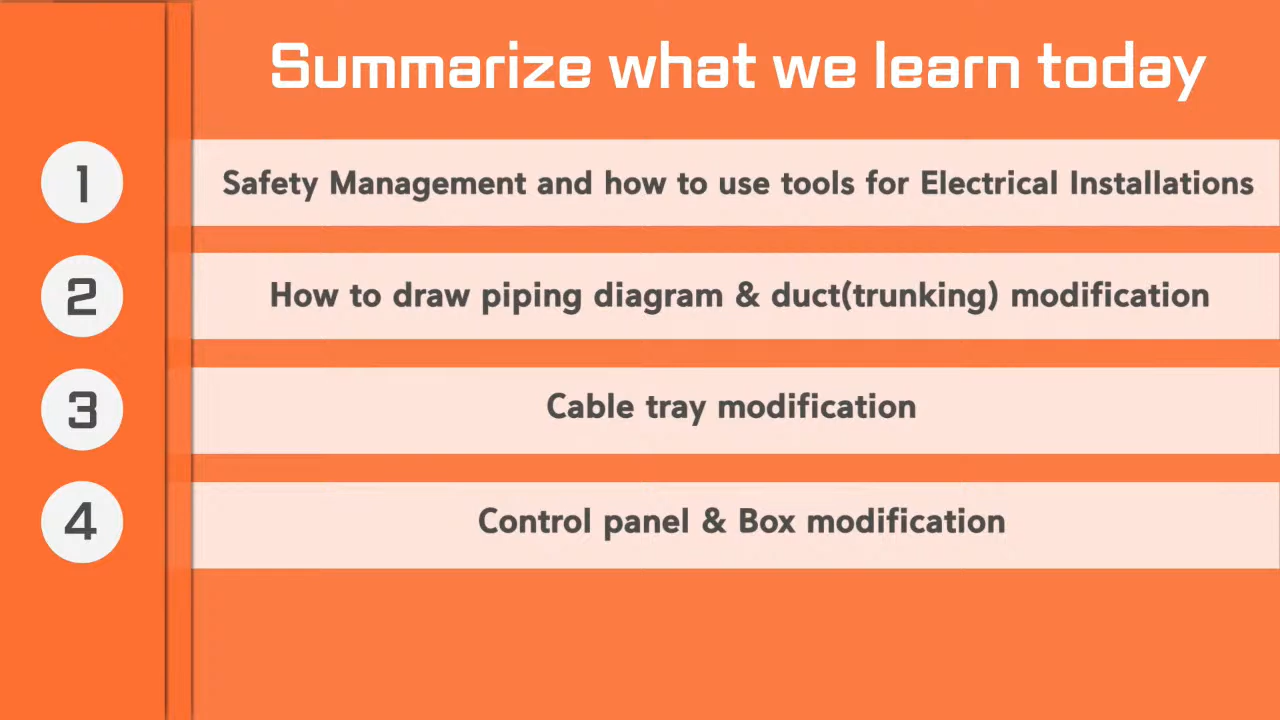 Summarize what we learn today
1
Safety Management and how to use tools for Electrical Installations
2
How to draw piping diagram & duct(trunking) modification
3
Cable tray modification
4
Control panel & Box modification